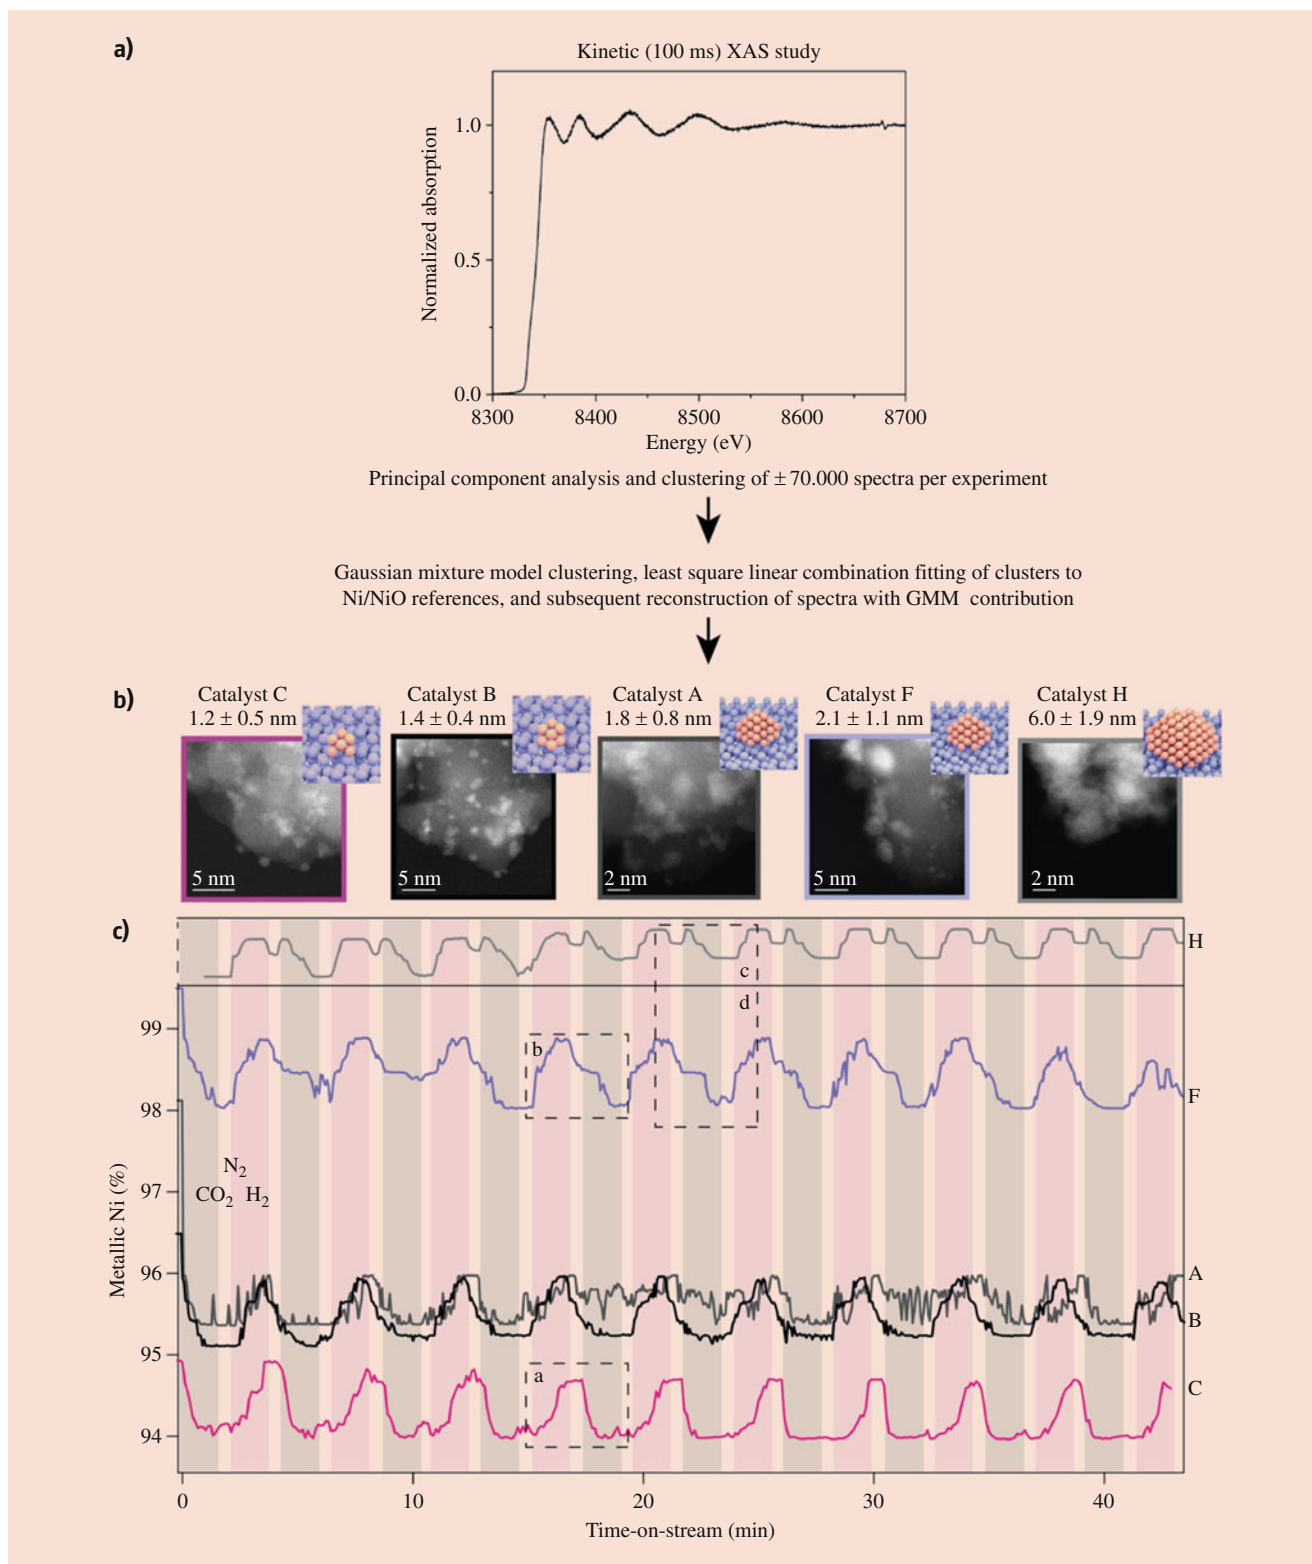 a)
Kinetic (100 ms) XAS study
Normalized absorption
1.0
0.5
0.0
8300 8400 8500 8600 8700
Energy (eV)
Principal component analysis and clustering of ± 70.000 spectra per experiment
Gaussian mixture model clustering, least square linear combination fitting of clusters to
Ni/NiO references, and subsequent reconstruction of spectra with GMM contribution
b)
Catalyst C Catalyst B Catalyst A Catalyst F Catalyst H
1.2 ± 0.5 nm 1.4 ± 0.4 nm 1.8 ± 0.8 nm 2.1 ± 1.1 nm 6.0 ± 1.9 nm
5 nm 5 nm 2 nm 5 nm 2 nm
c)
H
c
d
99
b
98
F
N2
97
CO2 H2
Metallic Ni (%)
96
A
B
95
a
C
94
0 10 20 30 40
Time-on-stream (min)